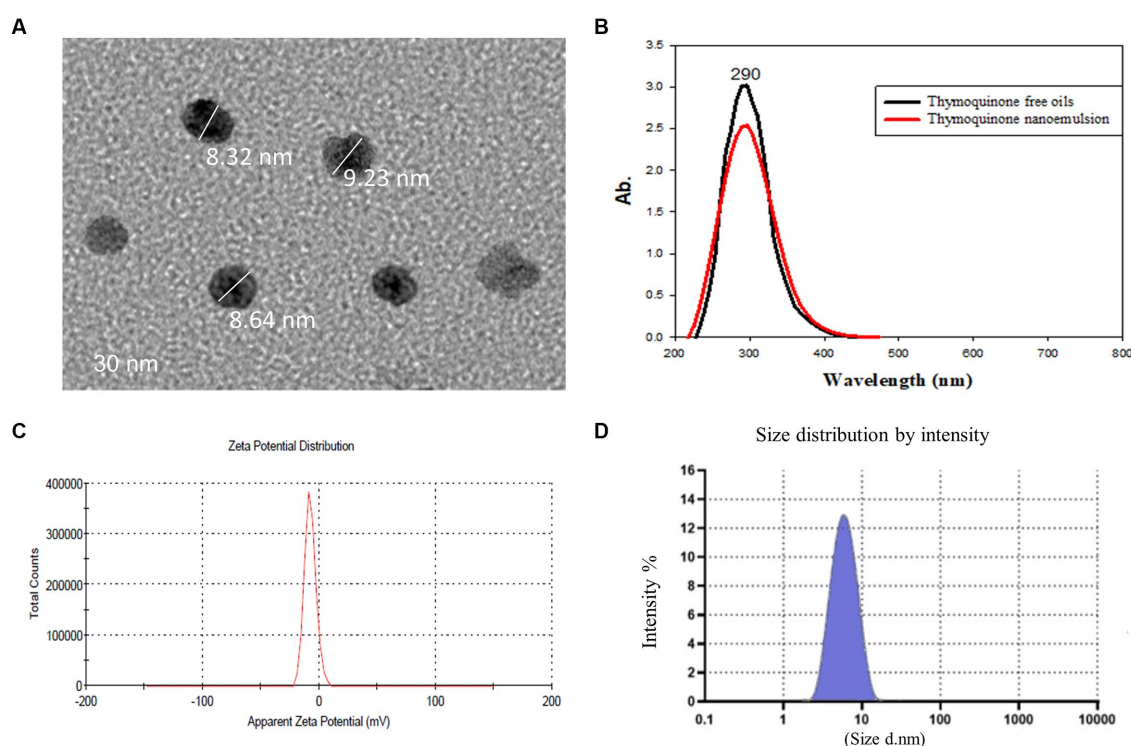 A
8.32 nm
9.23 nm
8.64 nm
30 nm
B
3.5
3.0
2.5
2.0
1.5
1.0
0.5
0.0
Ab.
290
Thymoquinone free oils
Thymoquinone nanoemulsion
200 300 400 500 600 700 800
Wavelength (nm)
C
Zeta Potential Distribution
400000
300000
200000
100000
0
Total Counts
-200 -100 0 100 200
Apparent Zeta Potential (mV)
D
Size distribution by intensity
16
14
12
10
8
6
4
2
0
Intensity %
0.1 1 10 100 1000 10000
(Size d.nm)